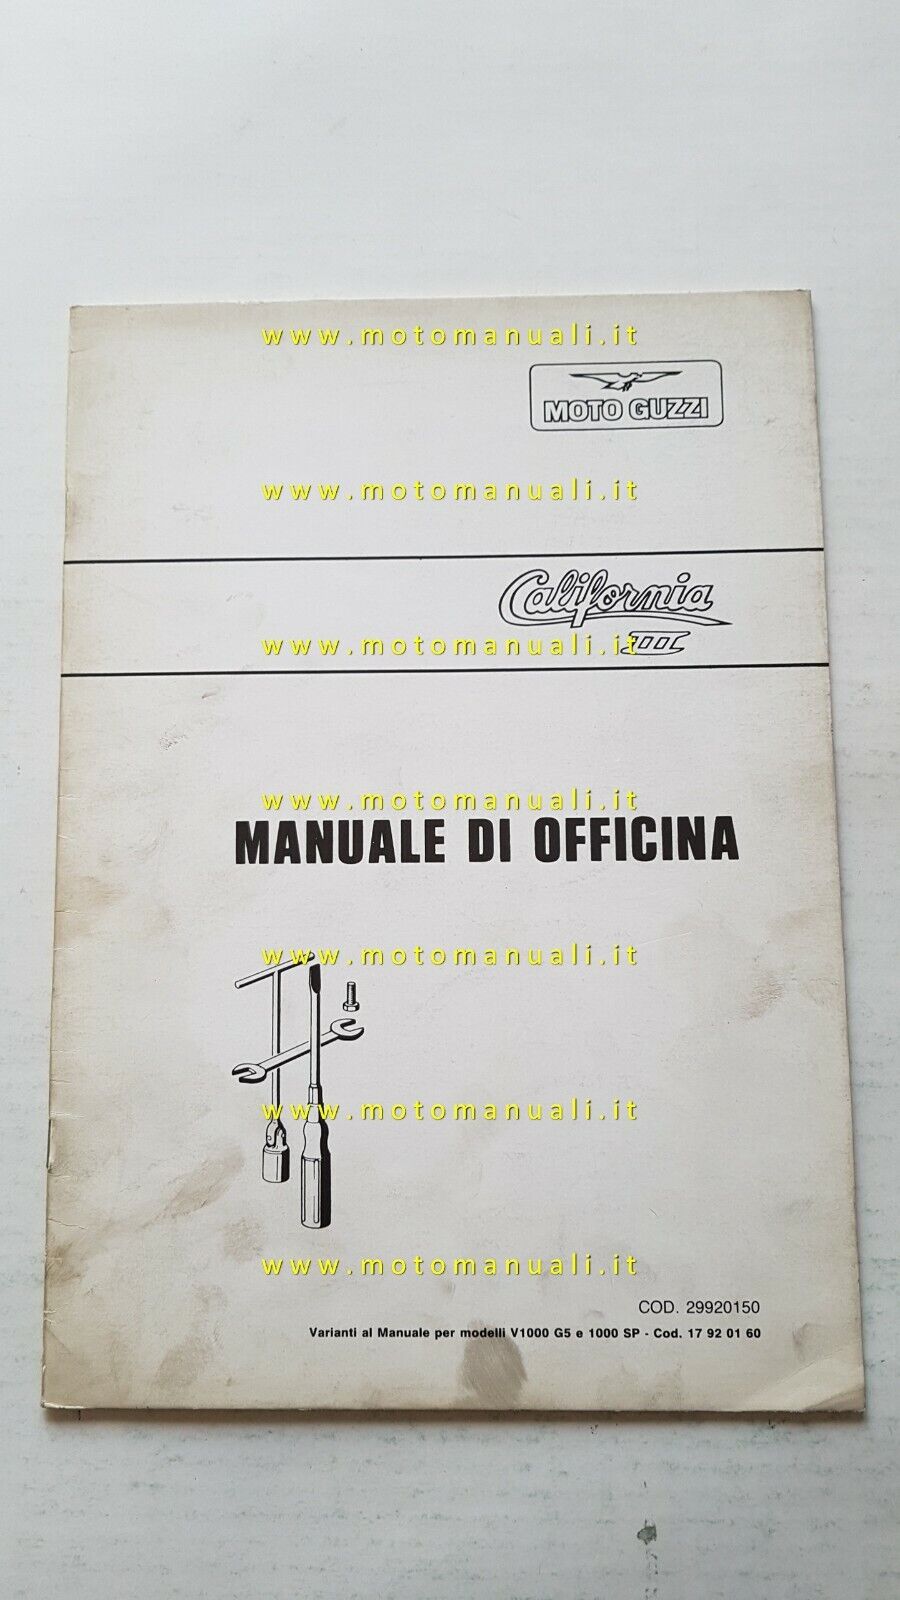 www.motomanuali.it
MOTO GUZZI
www.motomanuali.it
California
III
www.motomanuali.it
www.motomanuali.it
MANUALE DI OFFICINA
www.motomanuali.it
www.motomanuali.it
www.motomanuali.it
COD. 29920150
Varianti al Manuale per modelli V1000 G5 e 1000 SP - Cod. 17 92 01 60